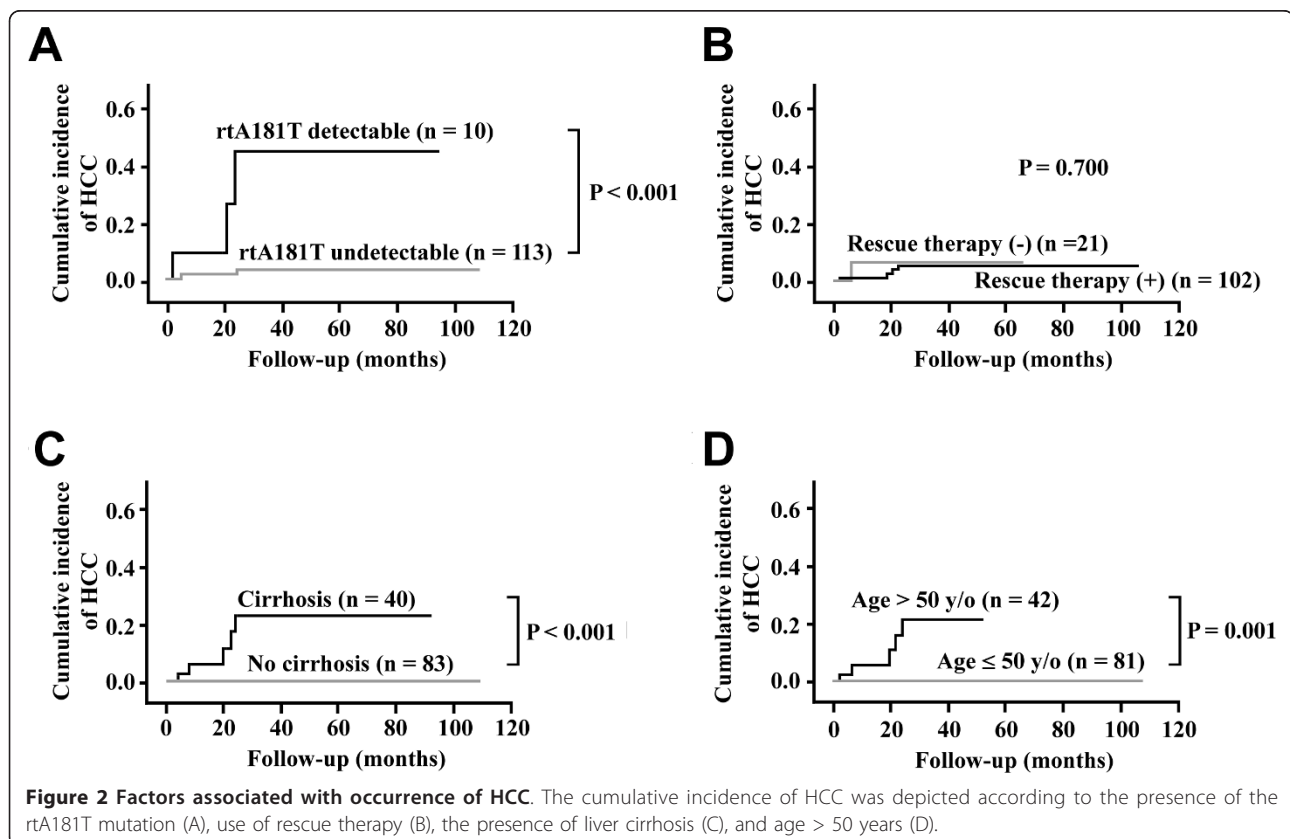 A
Cumulative incidence
of HCC
0.6
0.4
0.2
0.0
rtA181T detectable (n = 10)
rtA181T undetectable (n = 113)
P < 0.001
0 20 40 60 80 100 120
Follow-up (months)
B
Cumulative incidence
of HCC
0.6
0.4
0.2
0.0
P = 0.700
Rescue therapy (-) (n =21)
Rescue therapy (+) (n = 102)
0 20 40 60 80 100 120
Follow-up (months)
C
Cumulative incidence
of HCC
0.6
0.4
0.2
0.0
Cirrhosis (n = 40)
No cirrhosis (n = 83)
P < 0.001
0 20 40 60 80 100 120
Follow-up (months)
D
Cumulative incidence
of HCC
0.6
0.4
0.2
0.0
Age > 50 y/o (n = 42)
Age ≤ 50 y/o (n = 81)
P = 0.001
0 20 40 60 80 100 120
Follow-up (months)
Figure 2 Factors associated with occurrence of HCC. The cumulative incidence of HCC was depicted according to the presence of the
rtA181T mutation (A), use of rescue therapy (B), the presence of liver cirrhosis (C), and age > 50 years (D).